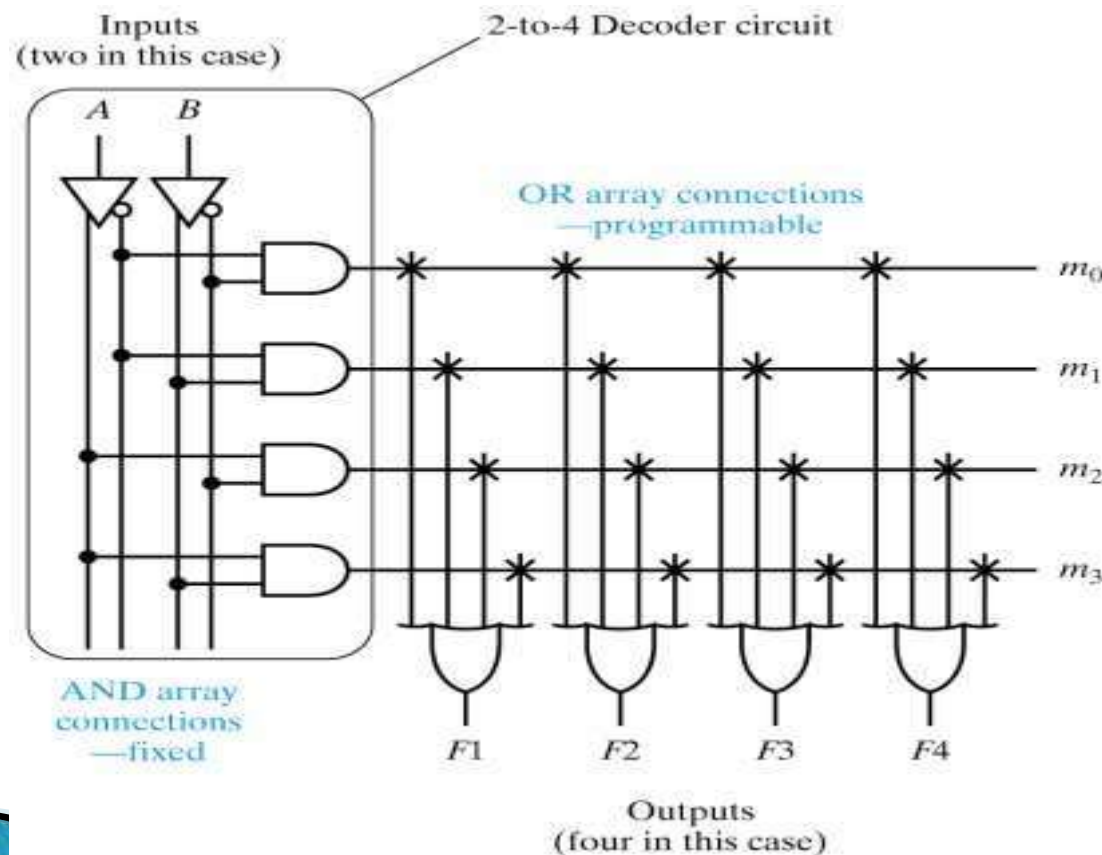 Inputs
(two in this case)
2-to-4 Decoder circuit
A
B
OR array connections
—programmable
m₀
m₁
m₂
m₃
AND array
connections
—fixed
F1
F2
F3
F4
Outputs
(four in this case)